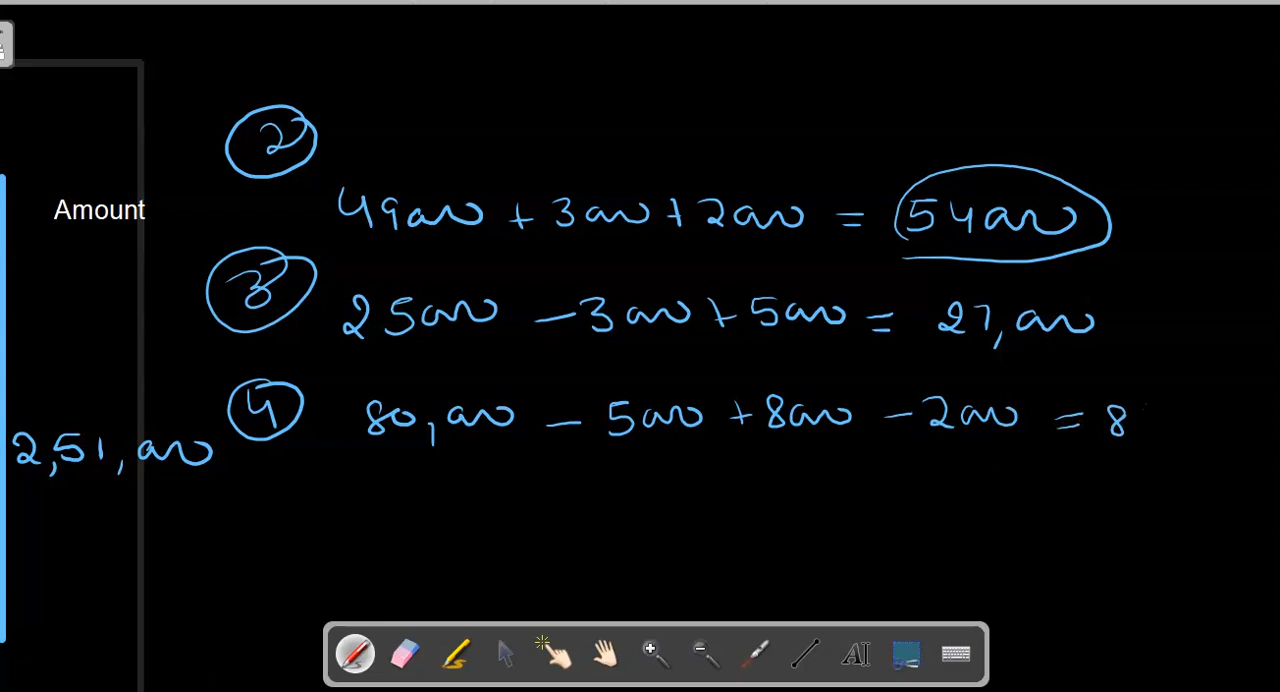 2
Amount
49000 + 3000 + 2000 = 54000
3
25000 - 3000 + 5000 = 27,000
4
80,000 - 5000 + 8000 - 2000 = 8
2,51,000